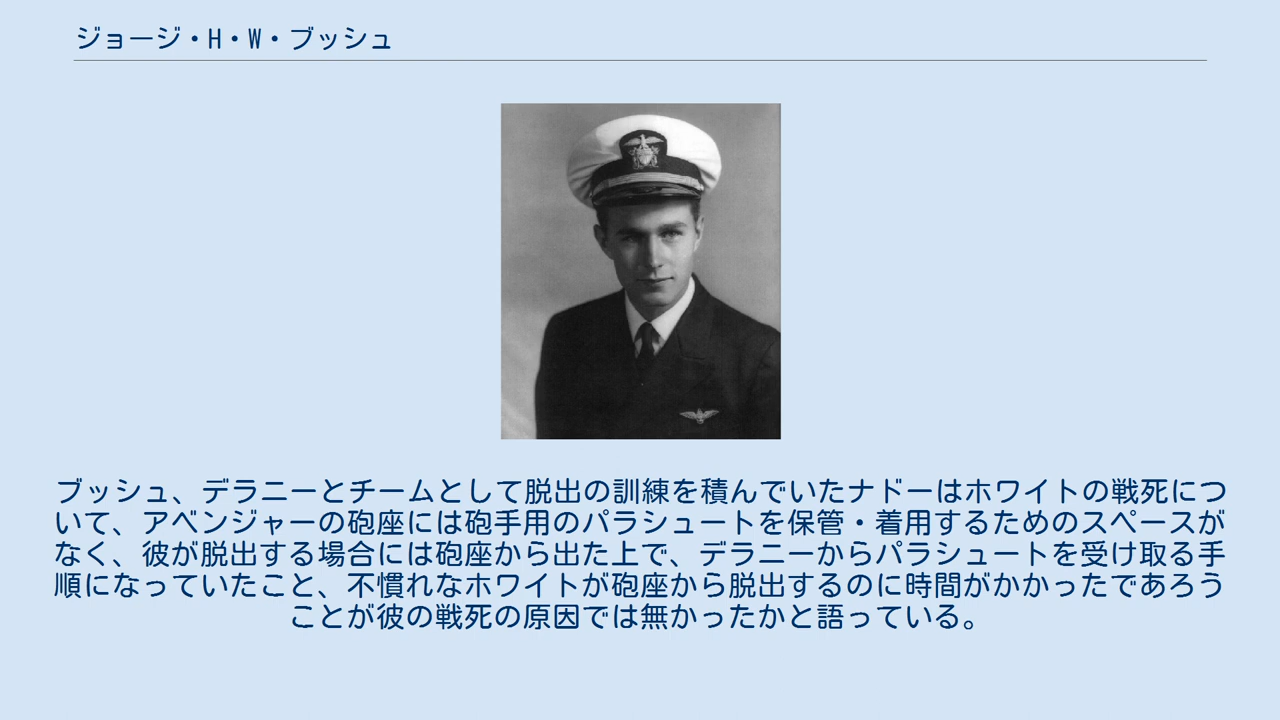 ジョージ・H・W・ブッシュ
ブッシュ、デラニーとチームとして脱出の訓練を積んでいたナドーはホワイトの戦死につ
いて、アベンジャーの砲座には砲手用のパラシュートを保管・着用するためのスペースが
なく、彼が脱出する場合には砲座から出た上で、デラニーからパラシュートを受け取る手
順になっていたこと、不慣れなホワイトが砲座から脱出するのに時間がかかったであろう
ことが彼の戦死の原因では無かったかと語っている。